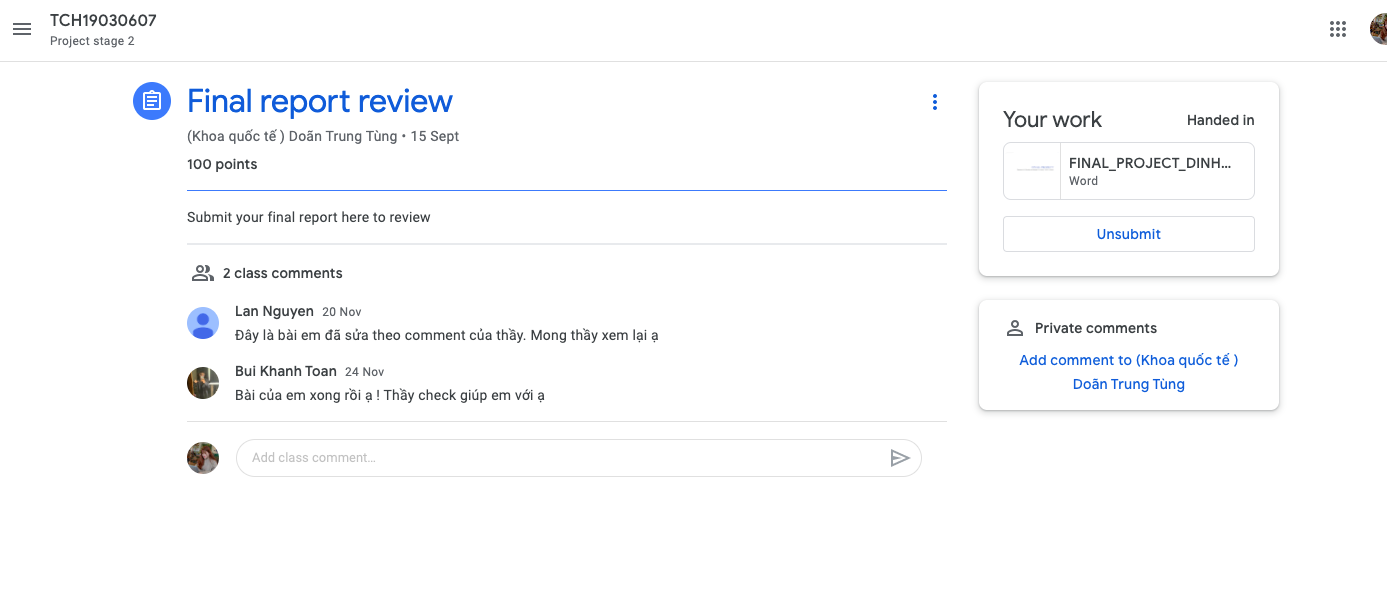 TCH19030607
Project stage 2
Final report review
(Khoa quốc tế ) Doãn Trung Tùng • 15 Sept
100 points
Submit your final report here to review
2 class comments
Lan Nguyen 20 Nov
Đây là bài em đã sửa theo comment của thầy. Mong thầy xem lại ạ
Bui Khanh Toan 24 Nov
Bài của em xong rồi ạ ! Thầy check giúp em với ạ
Add class comment...
Your work
Handed in
FINAL_PROJECT_DINH...
Word
Unsubmit
Private comments
Add comment to (Khoa quốc tế )
Doãn Trung Tùng